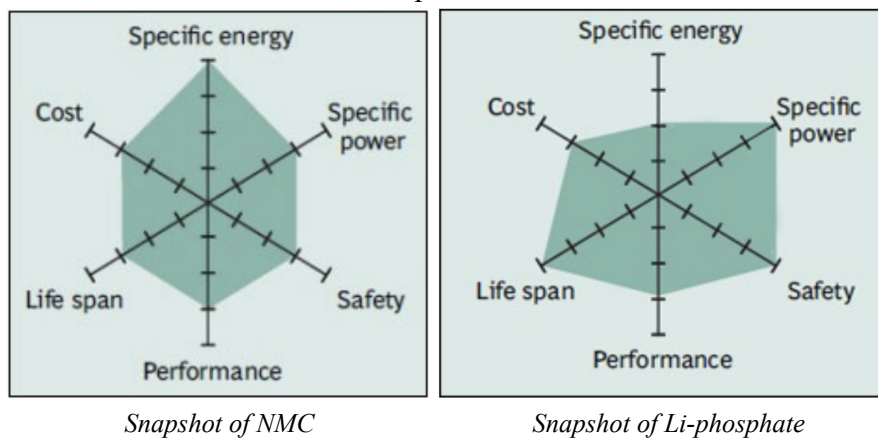 Specific energy
Cost
Specific
power
Life span
Safety
Performance
Snapshot of NMC
Specific energy
Cost
Specific
power
Life span
Safety
Performance
Snapshot of Li-phosphate